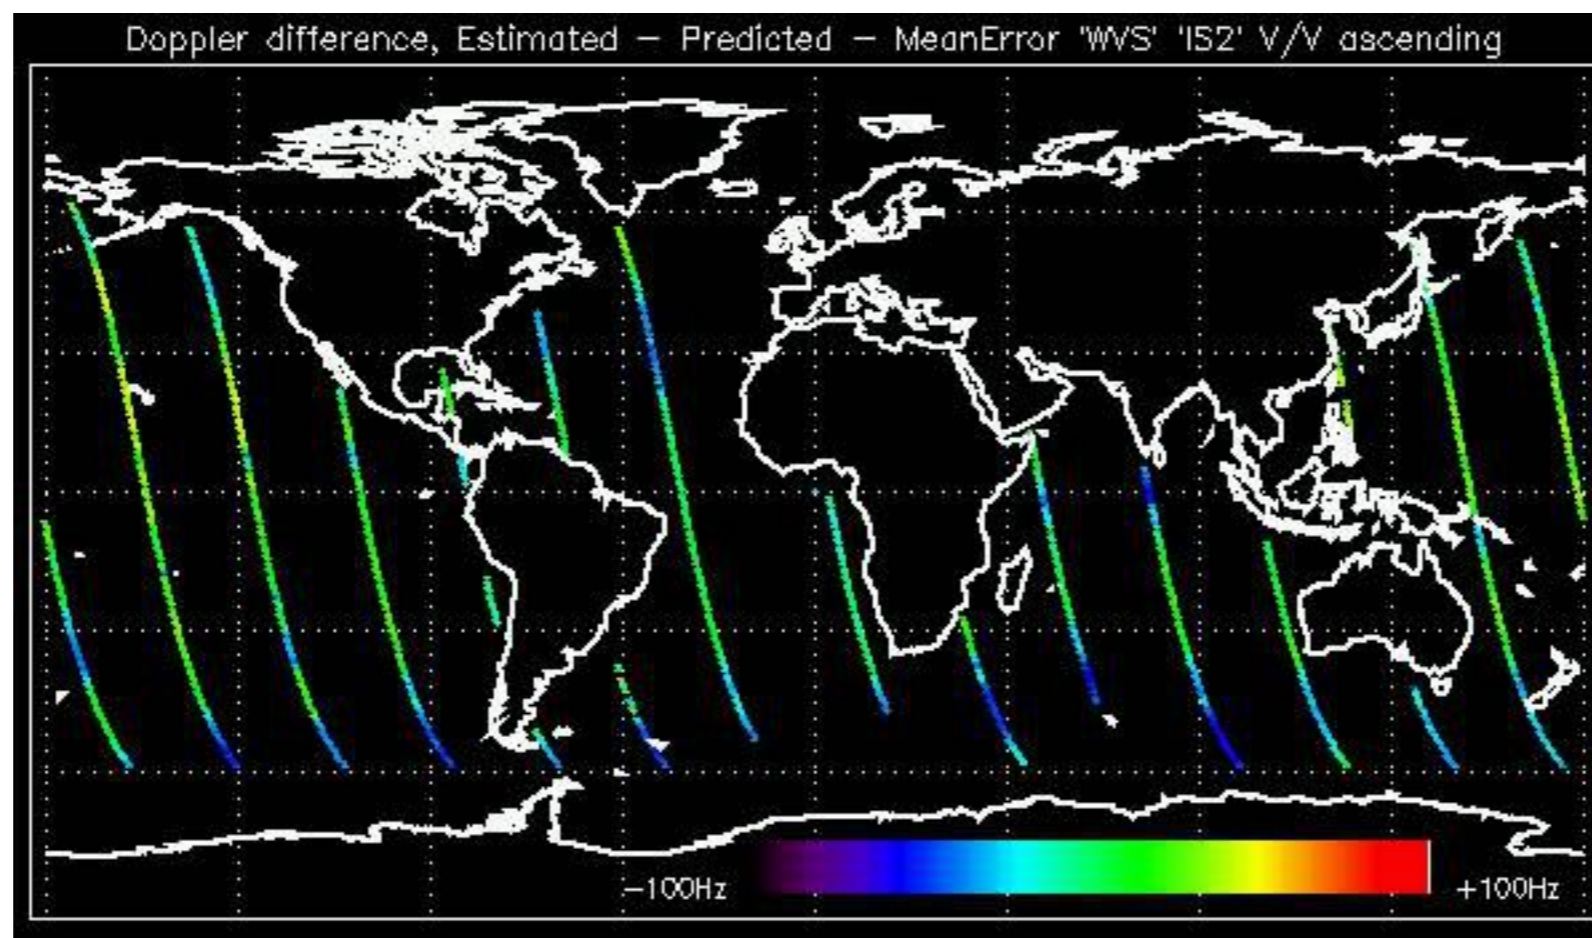 Doppler difference, Estimated - Predicted - MeanError 'WVS' 'IS2' V/V ascending
-100Hz
+100Hz